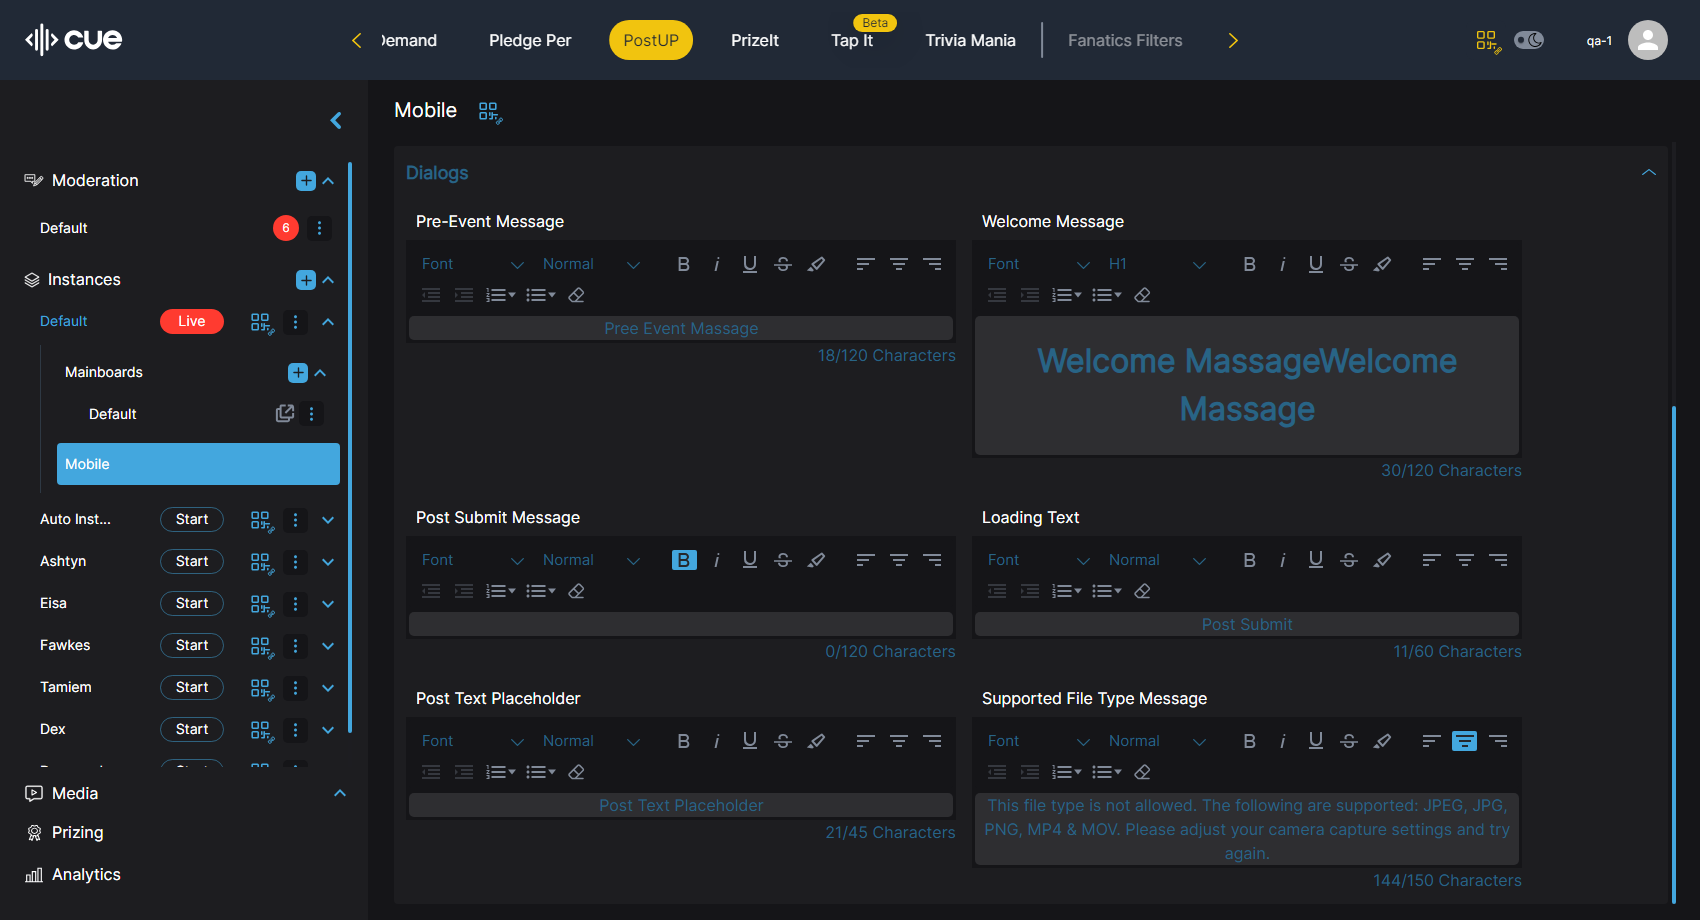 cue
Demand
Pledge Per
PostUP
PrizeIt
Beta
Tap It
Trivia Mania
Fanatics Filters
qa-1
Mobile
Moderation
Default
6
Instances
Default
Live
Mainboards
Default
Mobile
Auto Inst...
Start
Ashtyn
Start
Eisa
Start
Fawkes
Start
Tamiem
Start
Dex
Start
Media
Prizing
Analytics
Dialogs
Pre-Event Message
Font
Normal
B i U S
Pree Event Massage
18/120 Characters
Welcome Message
Font
H1
B i U S
Welcome MassageWelcome
Massage
30/120 Characters
Post Submit Message
Font
Normal
B i U S
0/120 Characters
Loading Text
Font
Normal
B i U S
Post Submit
11/60 Characters
Post Text Placeholder
Font
Normal
B i U S
Post Text Placeholder
21/45 Characters
Supported File Type Message
Font
Normal
B i U S
This file type is not allowed. The following are supported: JPEG, JPG,
PNG, MP4 & MOV. Please adjust your camera capture settings and try
again.
144/150 Characters